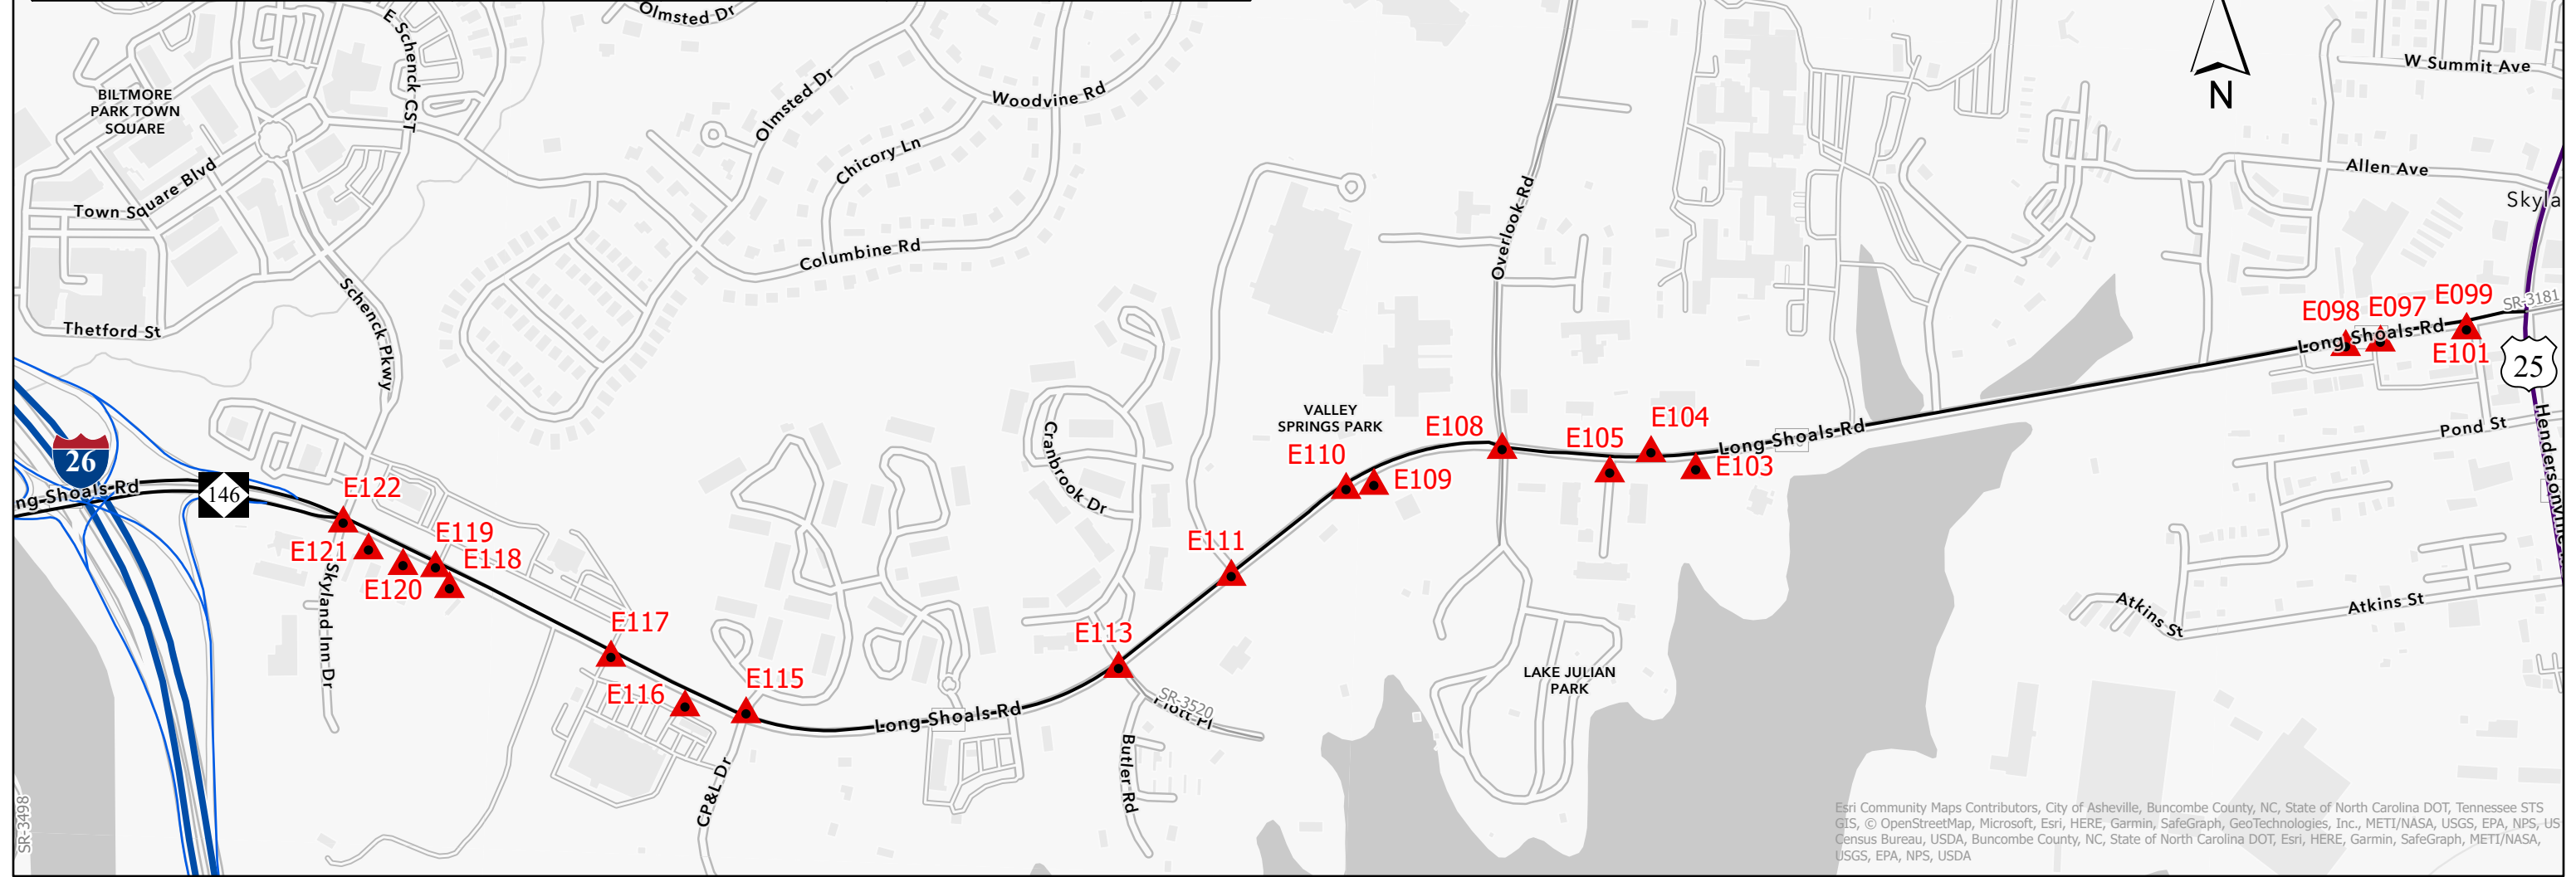 Olmsted Dr
E Schenck CST
N
W Summit Ave
BILTMORE
PARK TOWN
SQUARE
Olmsted Dr
Woodvine Rd
Chicory Ln
Allen Ave
Skyla
Town Square Blvd
Overlook Rd
Columbine Rd
Schenck Pkwy
Thetford St
E098
E097
E099
SR-3181
Long Shoals Rd
E101
25
VALLEY
SPRINGS PARK
E108
E105
E104
Long Shoals Rd
E103
Pond St
E110
E109
Cranbrook Dr
26
ng Shoals Rd
146
E122
E119
E118
E121
E120
Skyland Inn Dr
E111
Atkins St
Atkins St
E117
E113
E116
E115
LAKE JULIAN
PARK
SR-3520
Long Shoals Rd
Butler Rd
CP&L Dr
SR-3498
Esri Community Maps Contributors, City of Asheville, Buncombe County, NC, State of North Carolina DOT, Tennessee STS
GIS, © OpenStreetMap, Microsoft, Esri, HERE, Garmin, SafeGraph, GeoTechnologies, Inc., METI/NASA, USGS, EPA, NPS, US
Census Bureau, USDA, Buncombe County, NC, State of North Carolina DOT, Esri, HERE, Garmin, SafeGraph, METI/NASA,
USGS, EPA, NPS, USDA